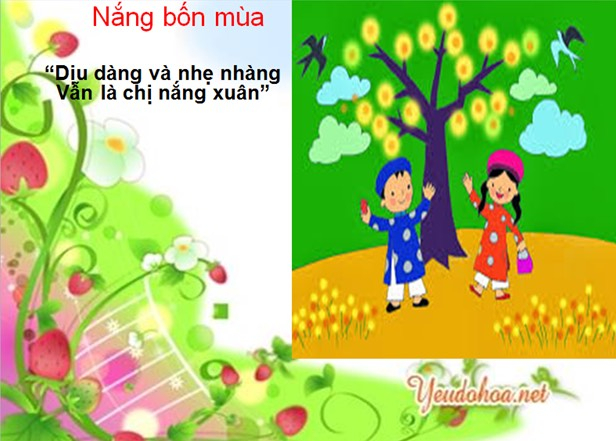 Nắng bốn mùa
“Dịu dàng và nhẹ nhàng
Vẫn là chị nắng xuân”
Yeudohoa.net